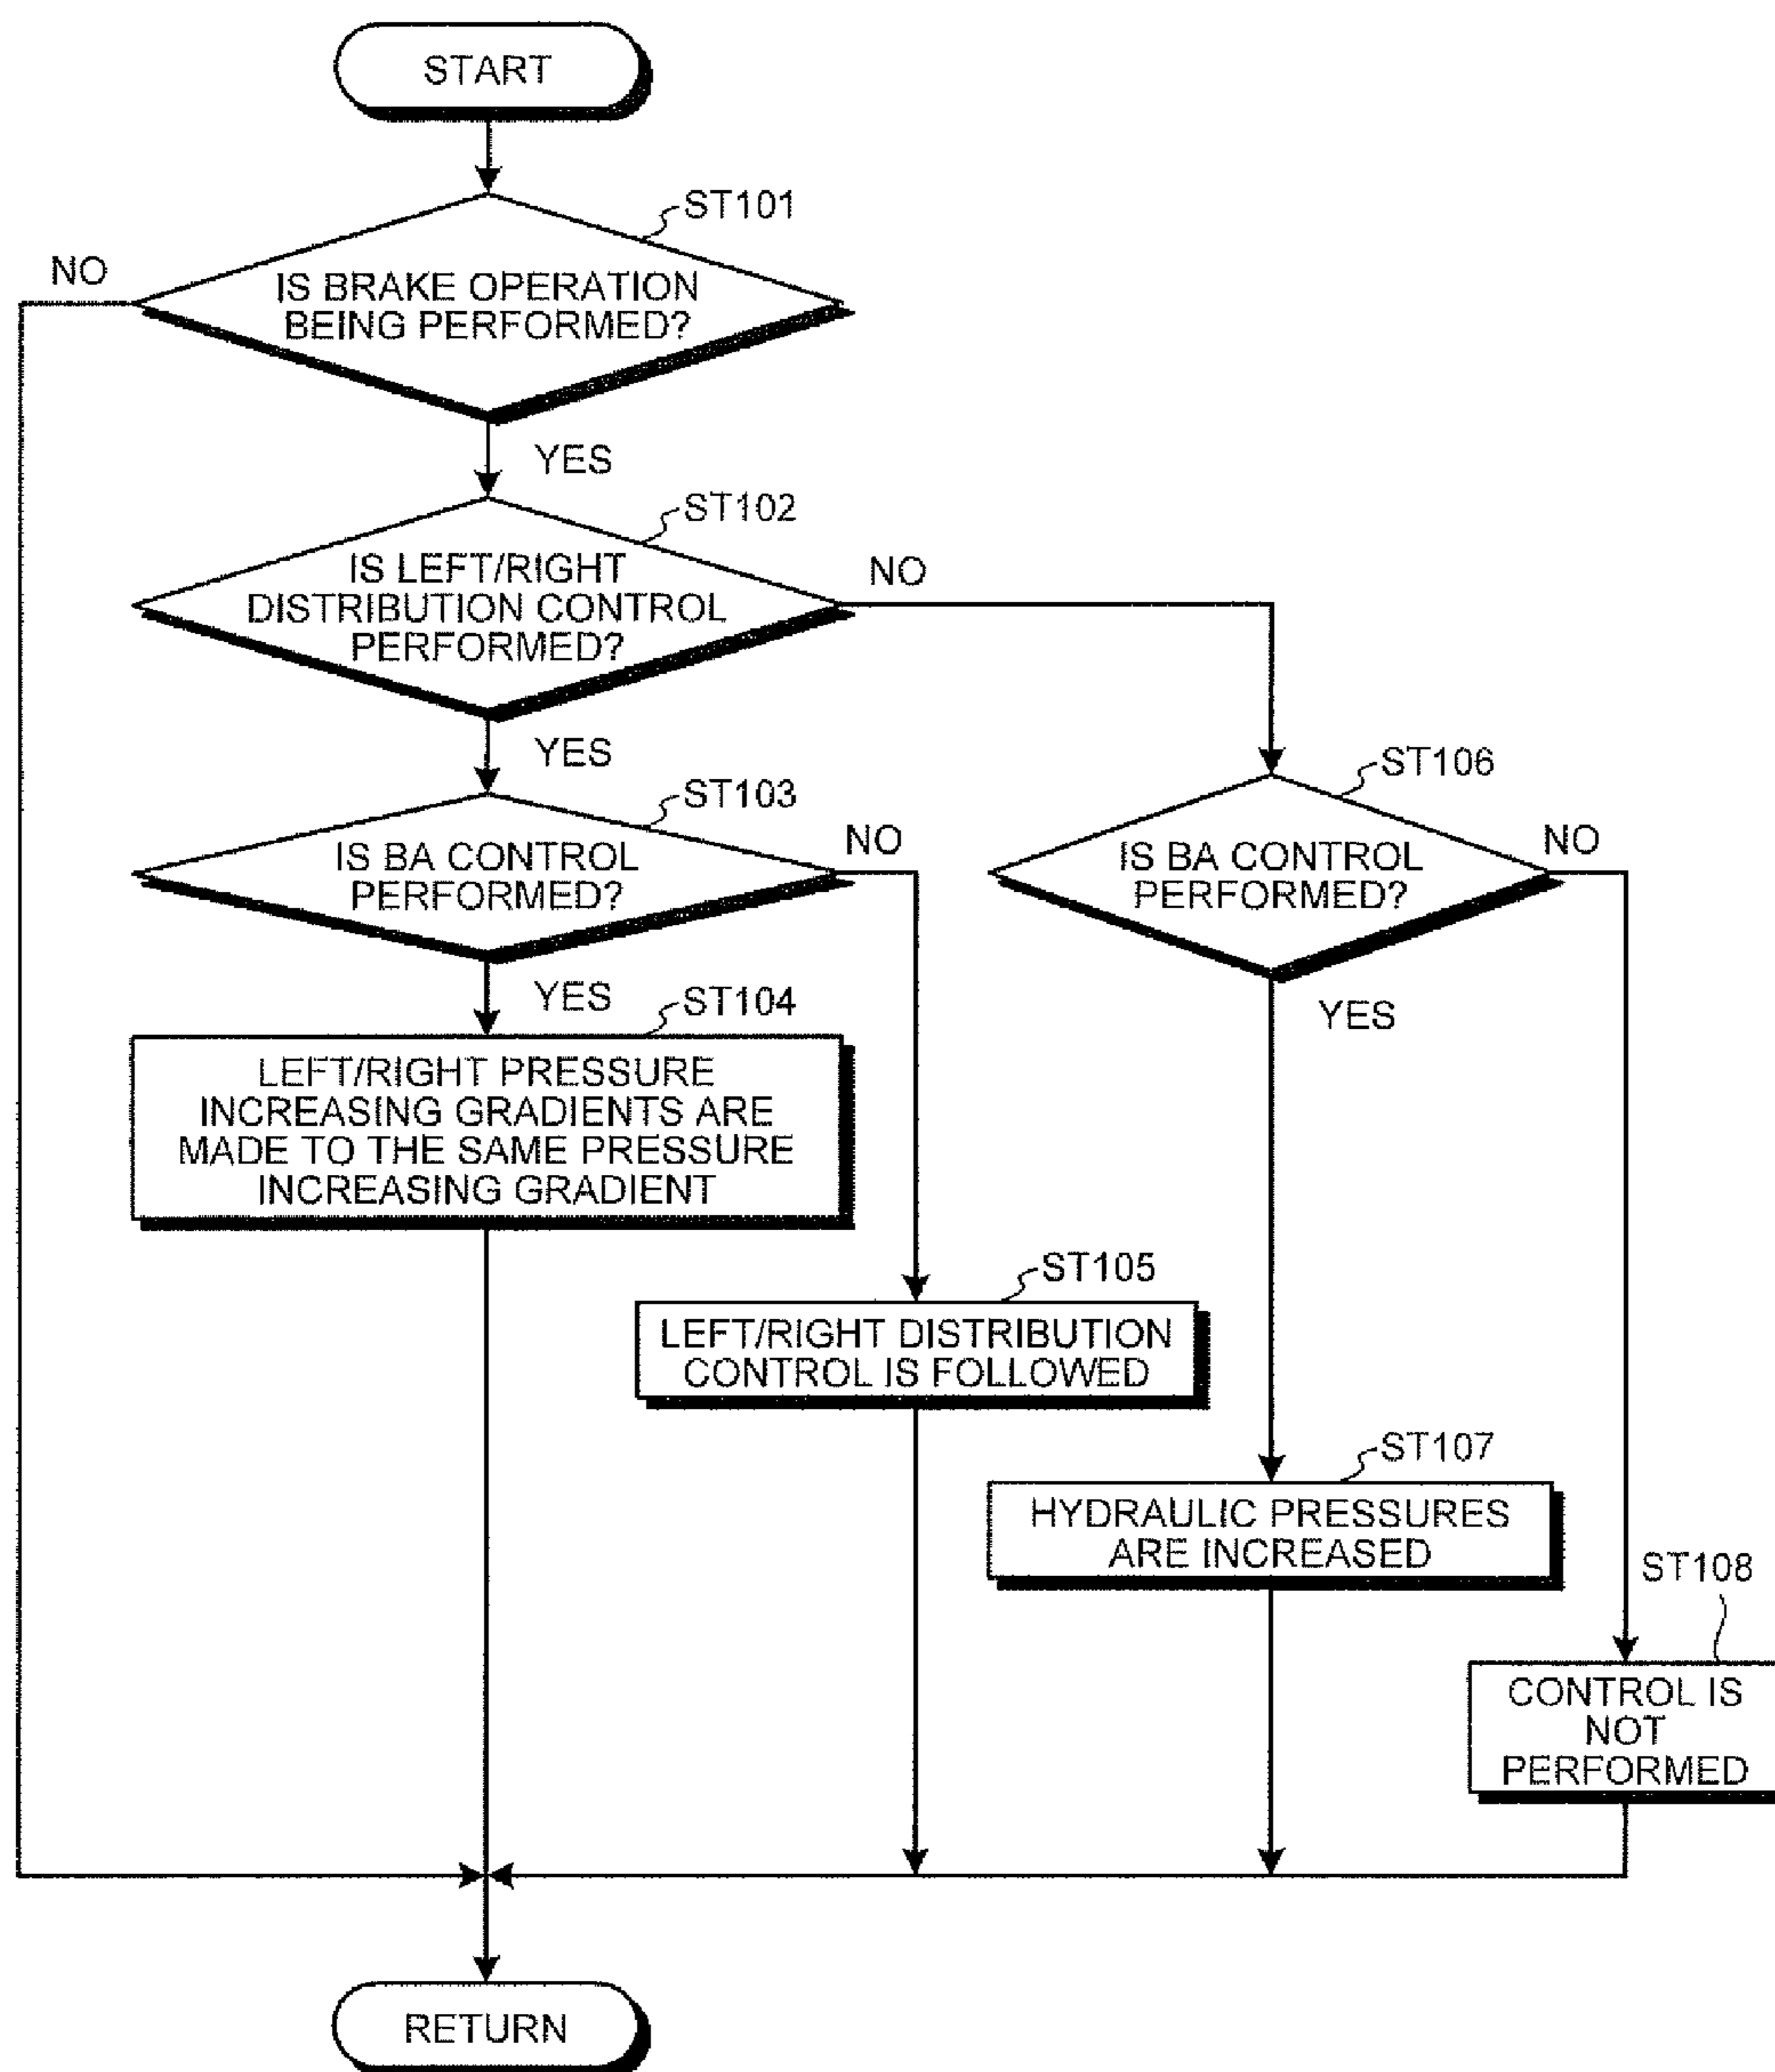 START
ST101
NO
IS BRAKE OPERATION
BEING PERFORMED?
YES
ST102
NO
IS LEFT/RIGHT
DISTRIBUTION CONTROL
PERFORMED?
YES
ST103
NO
IS BA CONTROL
PERFORMED?
ST106
NO
IS BA CONTROL
PERFORMED?
YES
ST104
YES
LEFT/RIGHT PRESSURE
INCREASING GRADIENTS ARE
MADE TO THE SAME PRESSURE
INCREASING GRADIENT
ST105
LEFT/RIGHT DISTRIBUTION
CONTROL IS FOLLOWED
ST107
HYDRAULIC PRESSURES
ARE INCREASED
ST108
CONTROL IS
NOT
PERFORMED
RETURN